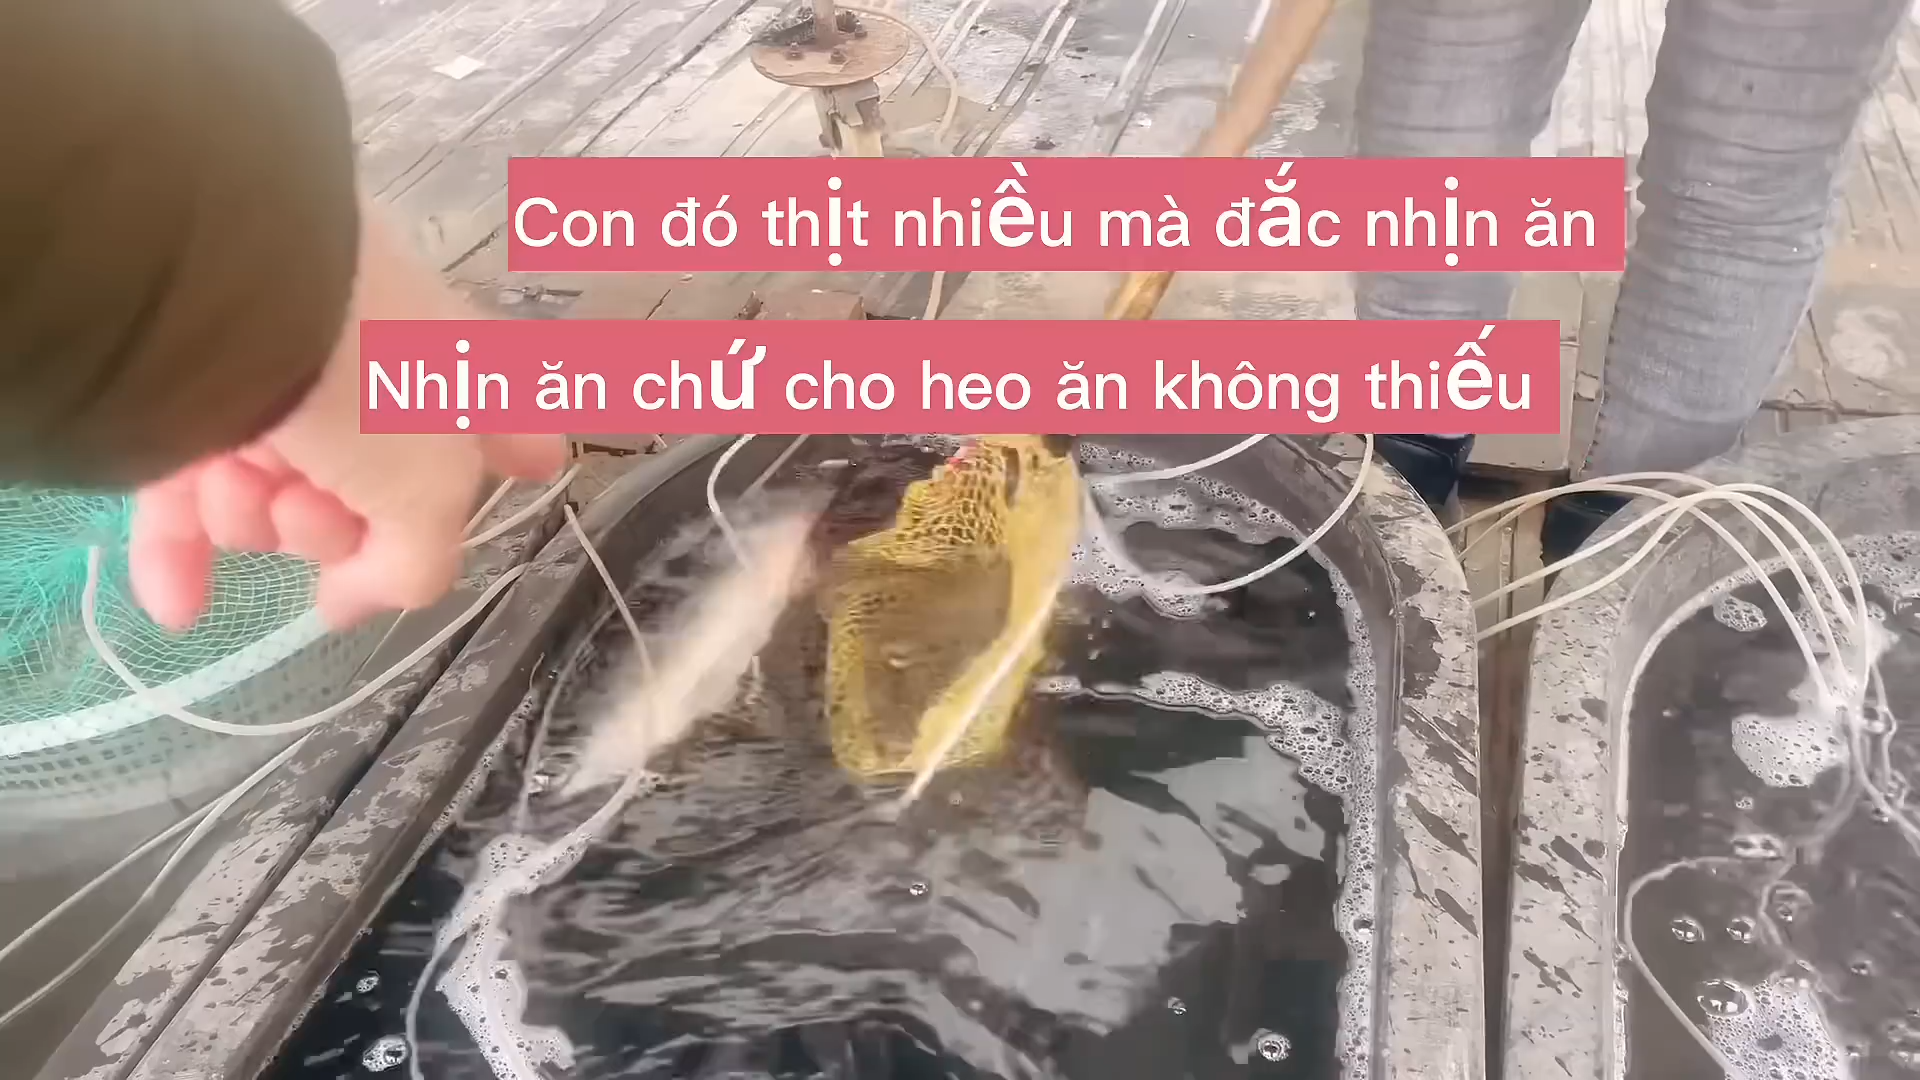 Con đó thịt nhiều mà đắc nhịn ăn
Nhịn ăn chứ cho heo ăn không thiếu